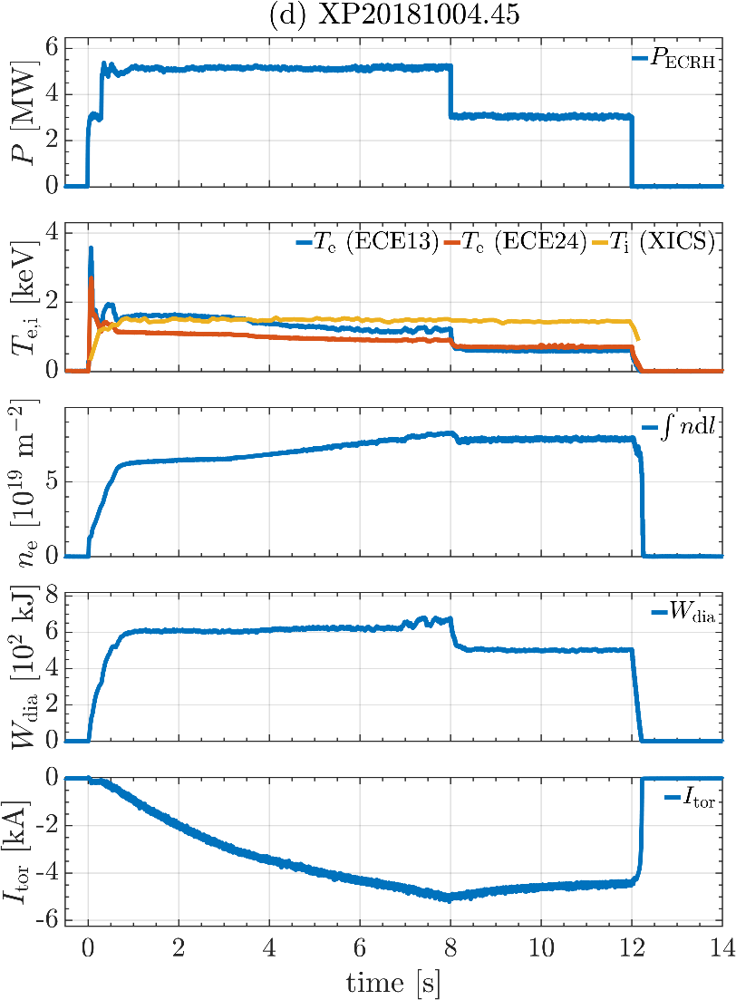 (d) XP20181004.45
P [MW]
6
4
2
0
P_ECRH
T_e,i [keV]
4
2
0
T_e (ECE13) T_e (ECE24) T_i (XICS)
n_e [10^19 m^−2]
5
0
∫ ndl
W_dia [10^2 kJ]
8
6
4
2
0
W_dia
I_tor [kA]
0
-2
-4
-6
I_tor
0 2 4 6 8 10 12 14
time [s]